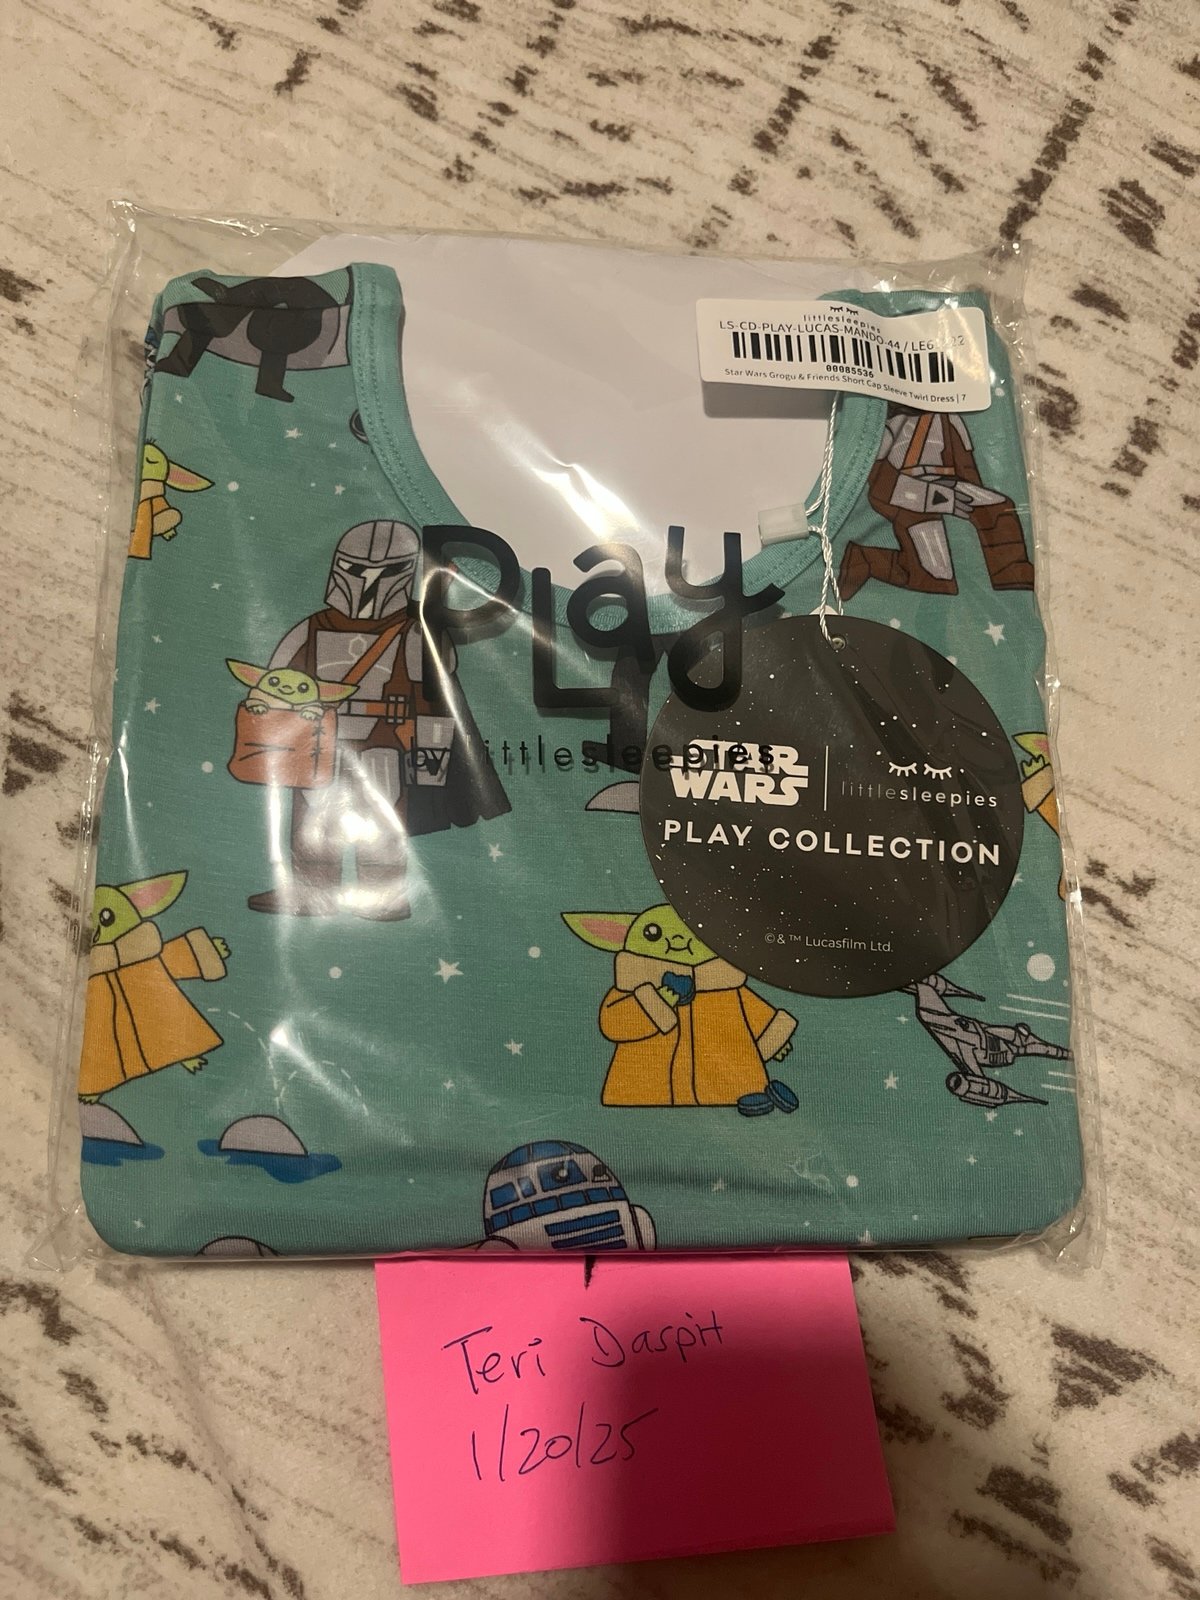 littlesleepies
LS-CD-PLAY-LUCAS-MANDO-44 / LE6
00085536
Star Wars Grogu & Friends Short Cap Sleeve Twirl Dress | 7
Play
by littlesleepies
STAR
WARS
littlesleepies
PLAY COLLECTION
© & ™ Lucasfilm Ltd.
Teri Daspit
1/20/25